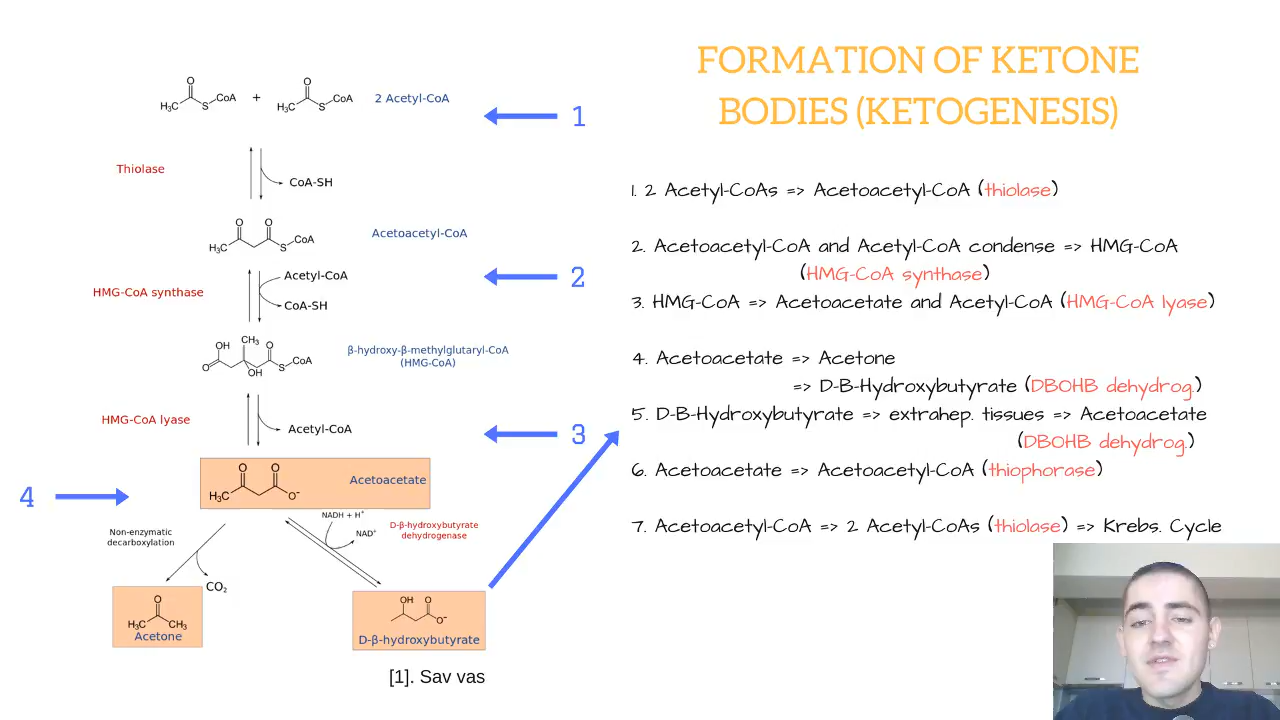 FORMATION OF KETONE
BODIES (KETOGENESIS)
O
O
H₃C
S
CoA
+
H₃C
S
CoA
2 Acetyl-CoA
1
Thiolase
CoA-SH
O
O
H₃C
S
CoA
Acetoacetyl-CoA
Acetyl-CoA
2
HMG-CoA synthase
CoA-SH
OH
CH₃
O
O
OH
S
CoA
β-hydroxy-β-methylglutaryl-CoA
(HMG-CoA)
HMG-CoA lyase
Acetyl-CoA
3
O
O
H₃C
O⁻
Acetoacetate
4
Non-enzymatic
decarboxylation
NADH + H⁺
NAD⁺
D-β-hydroxybutyrate
dehydrogenase
CO₂
O
H₃C
CH₃
Acetone
OH
O
O⁻
D-β-hydroxybutyrate
[1]. Sav vas
1. 2 Acetyl-CoAs => Acetoacetyl-CoA (thiolase)
2. Acetoacetyl-CoA and Acetyl-CoA condense => HMG-CoA
(HMG-CoA synthase)
3. HMG-CoA => Acetoacetate and Acetyl-CoA (HMG-CoA lyase)
4. Acetoacetate => Acetone
=> D-B-Hydroxybutyrate (DBOHB dehydrog.)
5. D-B-Hydroxybutyrate => extrahep. tissues => Acetoacetate
(DBOHB dehydrog.)
6. Acetoacetate => Acetoacetyl-CoA (thiophorase)
7. Acetoacetyl-CoA => 2 Acetyl-CoAs (thiolase) => Krebs. Cycle